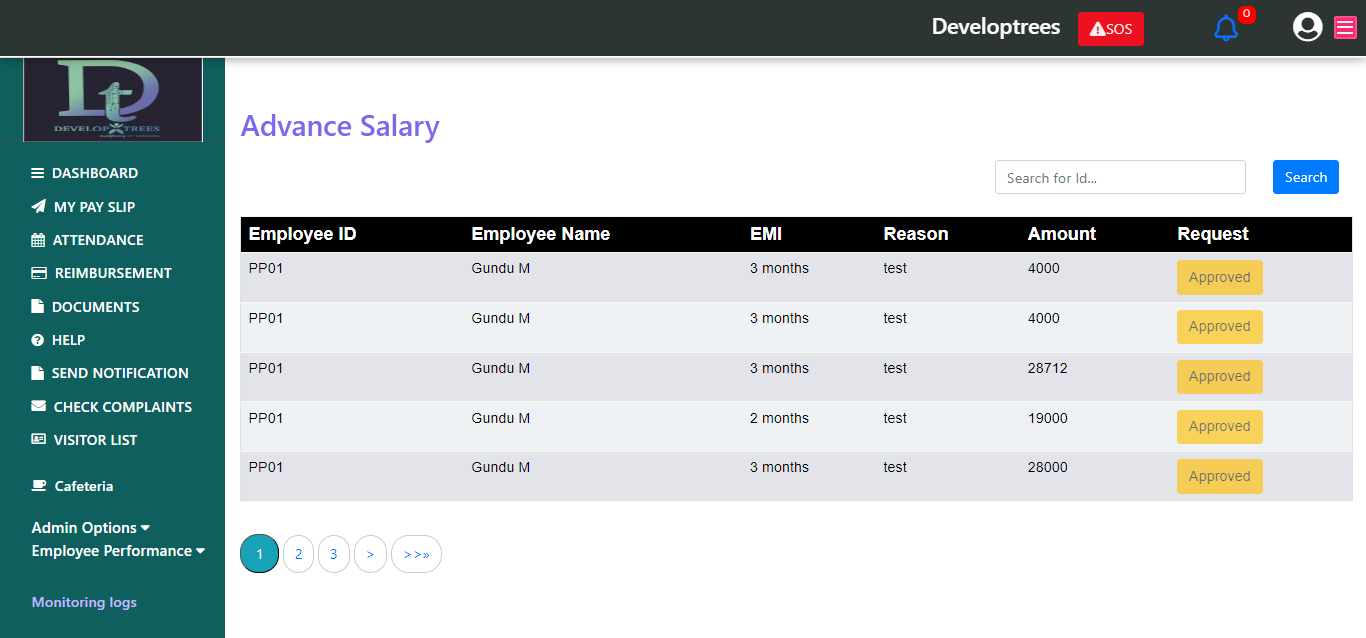 Developtrees
SOS
0
Dt
DEVELOP TREES
Advance Salary
Search for Id...
Search
DASHBOARD
MY PAY SLIP
ATTENDANCE
REIMBURSEMENT
DOCUMENTS
HELP
SEND NOTIFICATION
CHECK COMPLAINTS
VISITOR LIST
Cafeteria
Admin Options
Employee Performance
Monitoring logs
Employee ID Employee Name EMI Reason Amount Request
PP01 Gundu M 3 months test 4000 Approved
PP01 Gundu M 3 months test 4000 Approved
PP01 Gundu M 3 months test 28712 Approved
PP01 Gundu M 2 months test 19000 Approved
PP01 Gundu M 3 months test 28000 Approved
1 2 3 > >>»